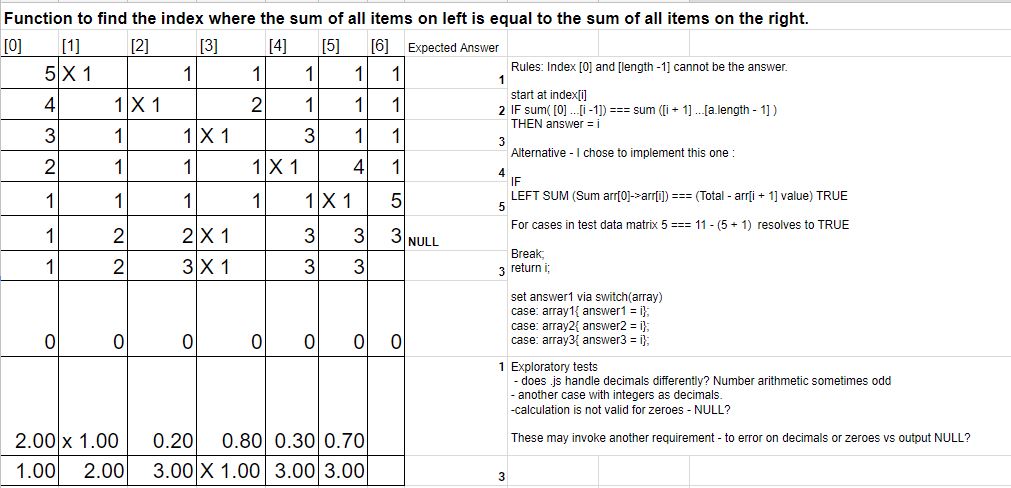 Function to find the index where the sum of all items on left is equal to the sum of all items on the right.
[0] [1] [2] [3] [4] [5] [6] Expected Answer
5 X 1 1 1 1 1 1 1
Rules: Index [0] and [length -1] cannot be the answer.
4 1 X 1 2 1 1 1 2
start at index[i]
IF sum( [0] ...[i -1]) === sum ([i + 1] ...[a.length - 1] )
THEN answer = i
3 1 1 X 1 3 1 1 3
Alternative - I chose to implement this one :
2 1 1 1 X 1 4 1 4
IF
1 1 1 1 1 X 1 5 5
LEFT SUM (Sum arr[0]->arr[i]) === (Total - arr[i + 1] value) TRUE
1 2 2 X 1 3 3 3 NULL
For cases in test data matrix 5 === 11 - (5 + 1) resolves to TRUE
1 2 3 X 1 3 3 3
Break;
return i;
set answer1 via switch(array)
case: array1{ answer1 = i};
case: array2{ answer2 = i};
case: array3{ answer3 = i};
0 0 0 0 0 0 0
2.00 x 1.00 0.20 0.80 0.30 0.70 1
Exploratory tests
- does .js handle decimals differently? Number arithmetic sometimes odd
- another case with integers as decimals.
-calculation is not valid for zeroes - NULL?
These may invoke another requirement - to error on decimals or zeroes vs output NULL?
1.00 2.00 3.00 X 1.00 3.00 3.00 3